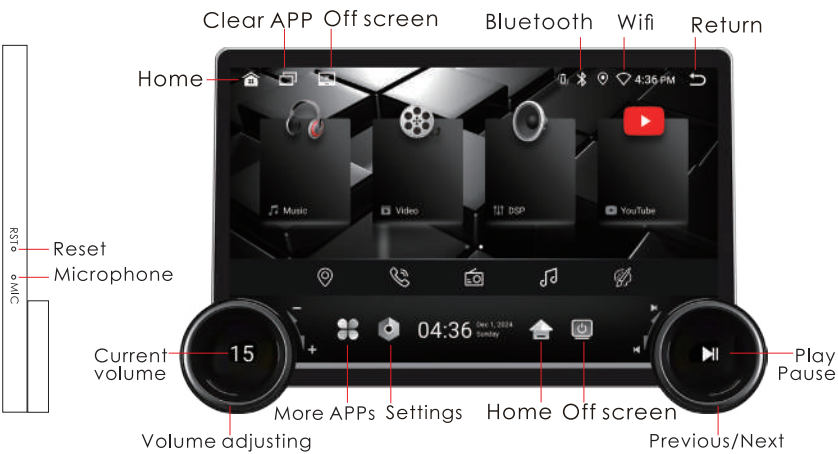 Clear APP
Off screen
Bluetooth
Wifi
Return
Home
4:36 PM
Music
Video
DSP
YouTube
RST
Reset
Microphone
MIC
Current
volume
15
04:36
Dec 1, 2024
Sunday
Play
Pause
More APPs
Settings
Home
Off screen
Volume adjusting
Previous/Next